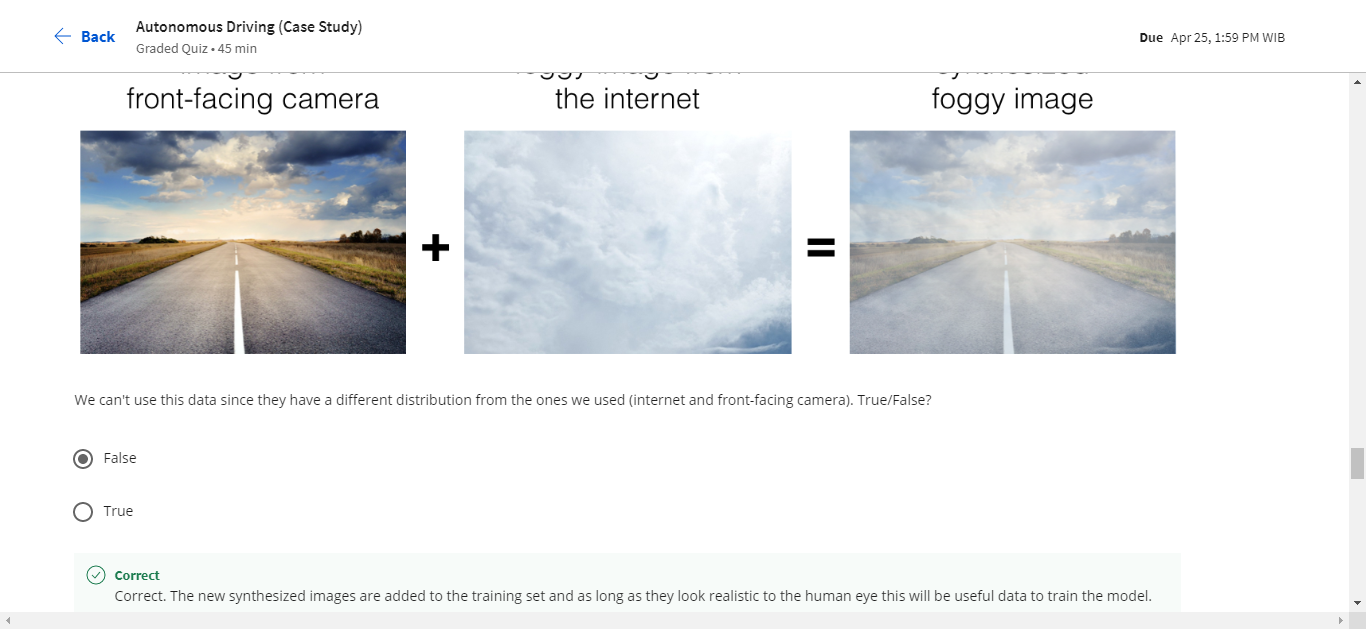 Back
Autonomous Driving (Case Study)
Graded Quiz • 45 min
Due Apr 25, 1:59 PM WIB
front-facing camera
the internet
foggy image
+
=
We can't use this data since they have a different distribution from the ones we used (internet and front-facing camera). True/False?
False
True
Correct
Correct. The new synthesized images are added to the training set and as long as they look realistic to the human eye this will be useful data to train the model.